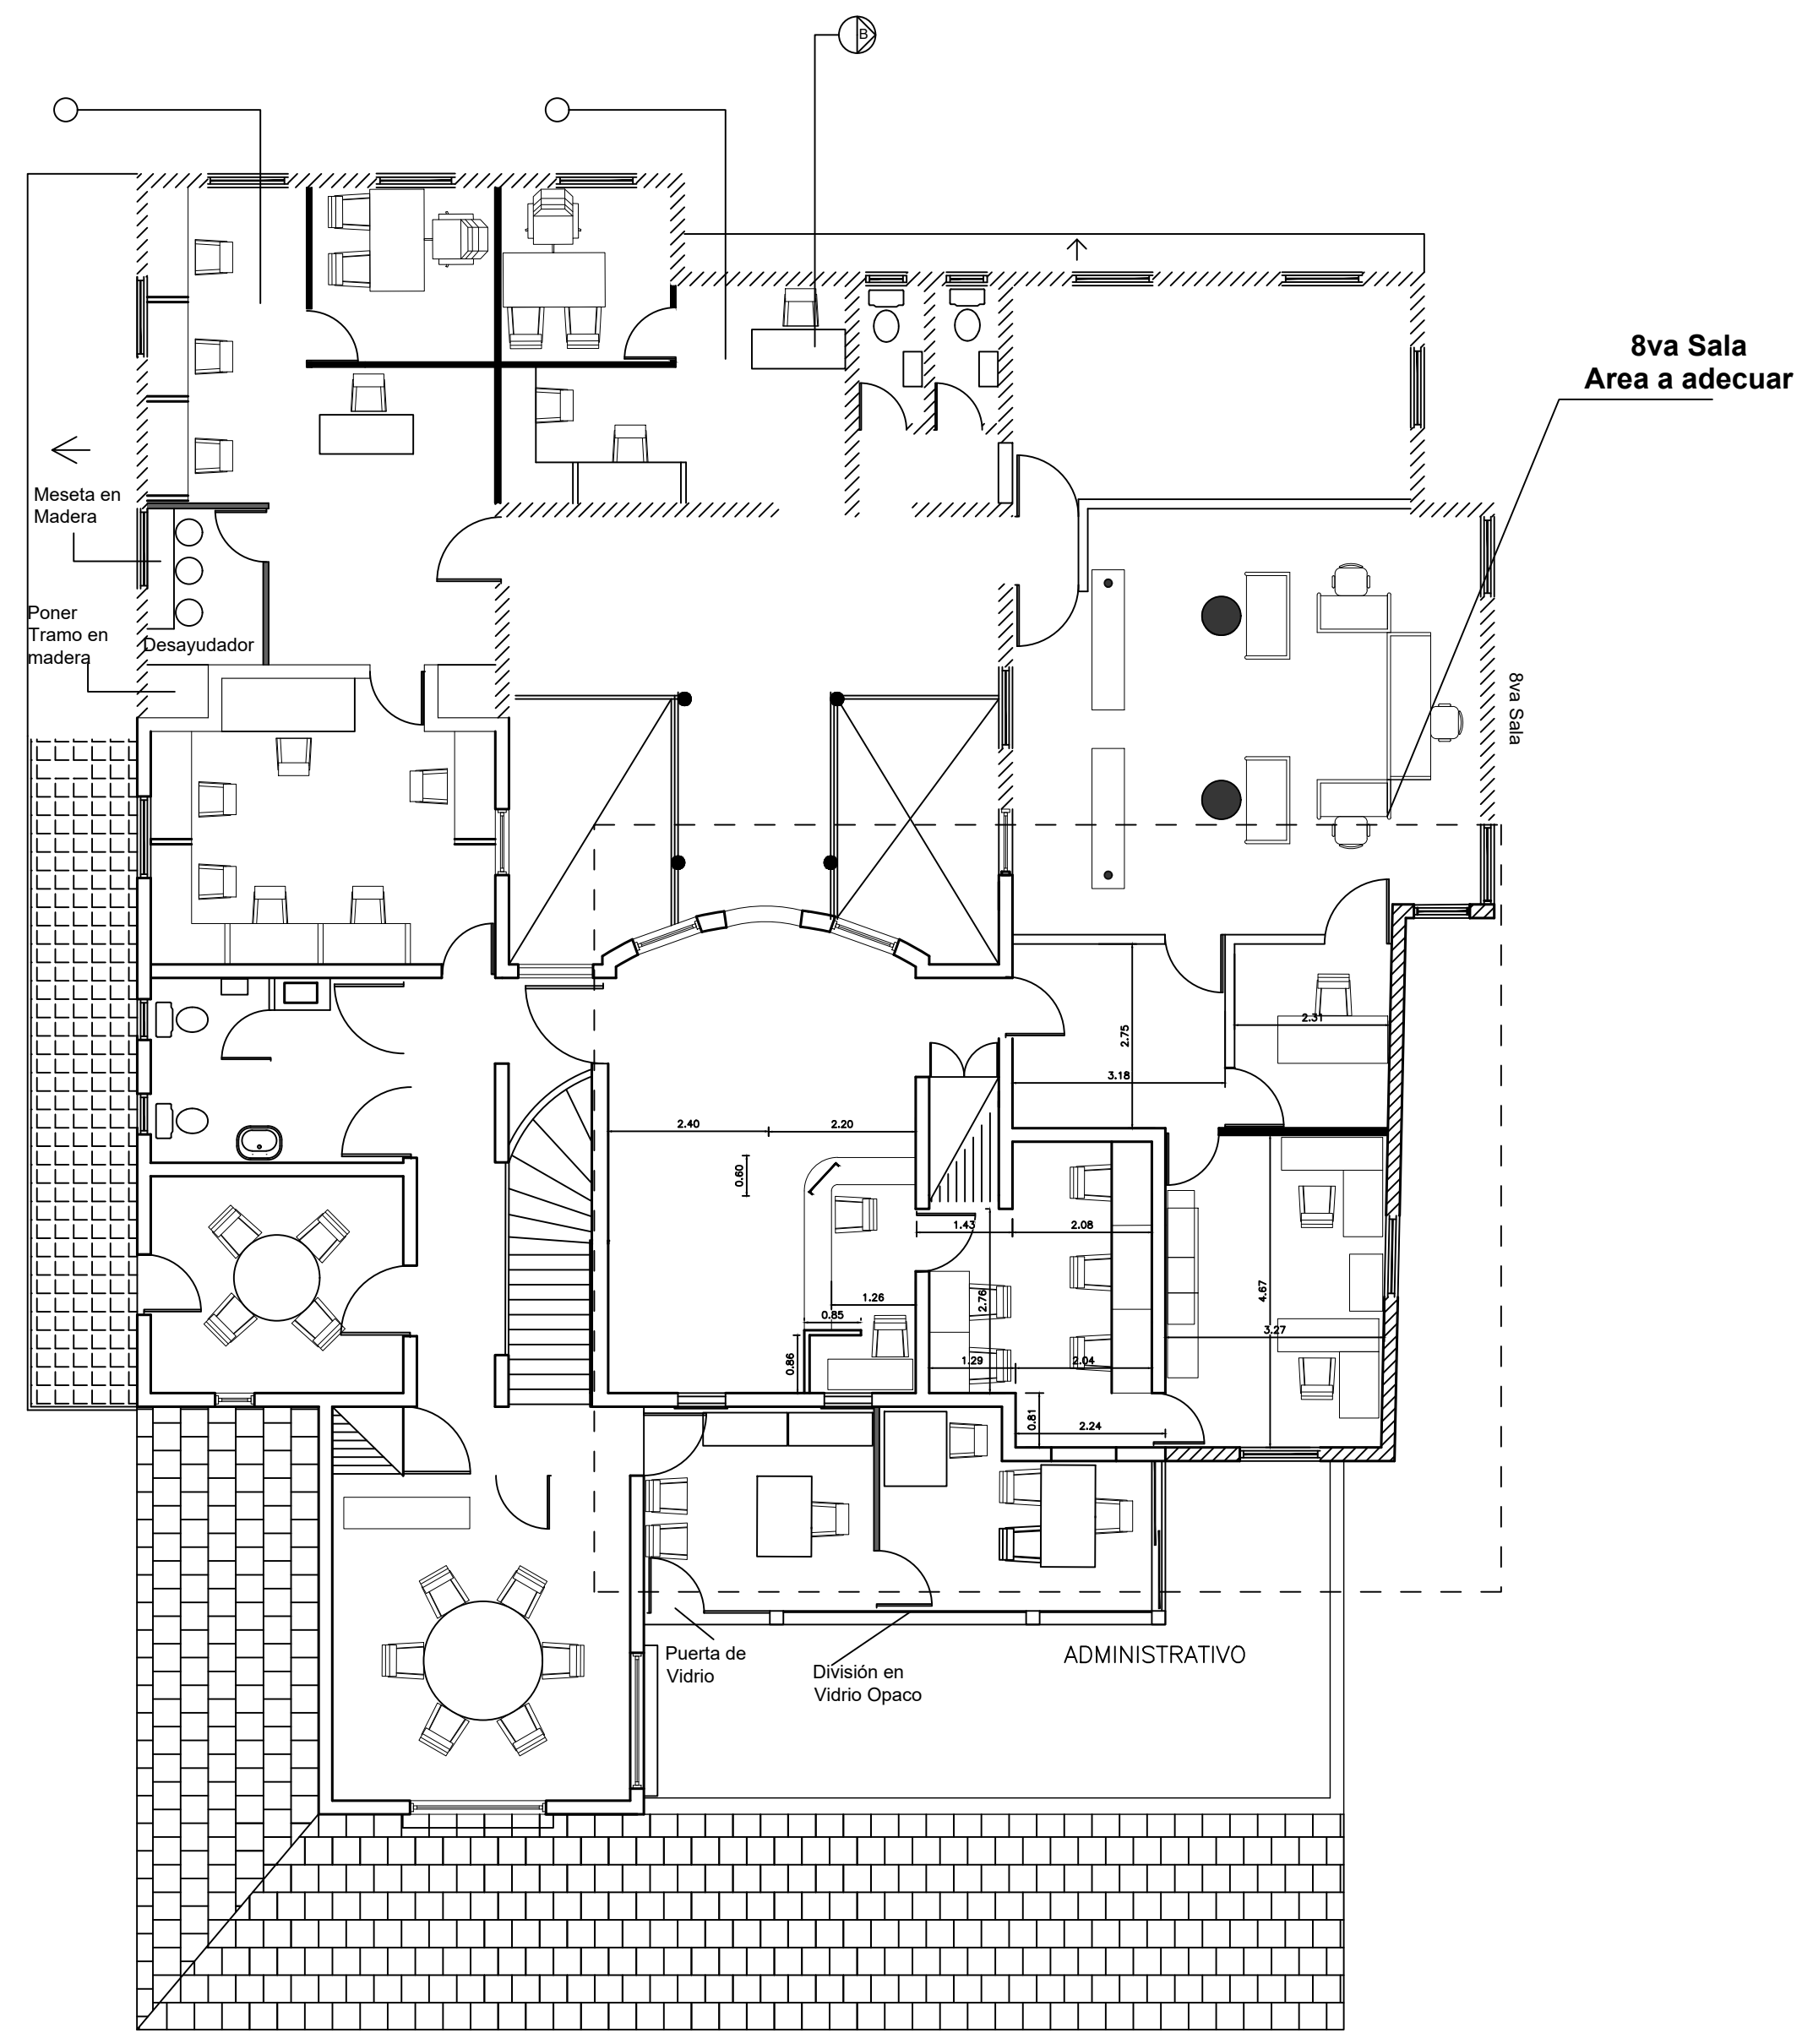 B
8va Sala
Area a adecuar
Meseta en
Madera
Poner
Tramo en
madera
Desayudador
8va Sala
2.75
2.31
3.18
2.40
2.20
0.60
1.43
2.08
2.76
4.67
1.26
0.85
3.27
0.86
1.29
2.04
0.81
2.24
Puerta de
Vidrio
División en
Vidrio Opaco
ADMINISTRATIVO